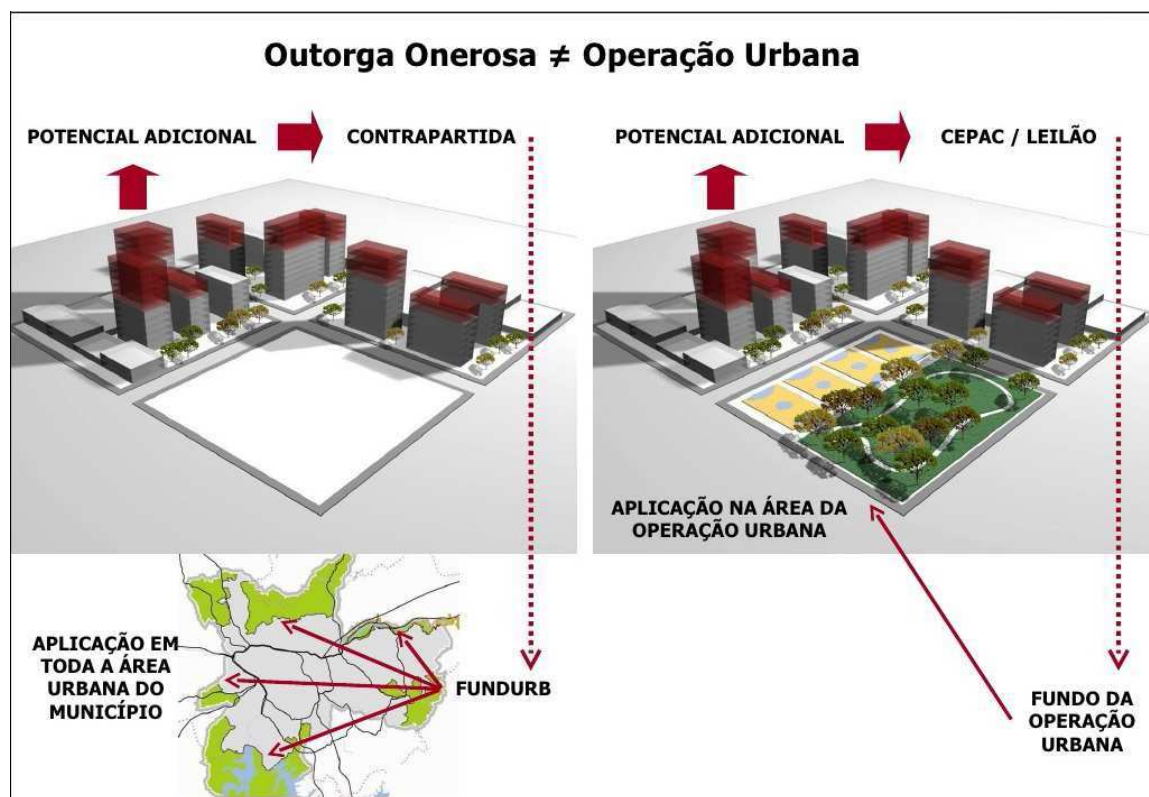 Outorga Onerosa ≠ Operação Urbana
POTENCIAL ADICIONAL
CONTRAPARTIDA
APLICAÇÃO EM
TODA A ÁREA
URBANA DO
MUNICÍPIO
FUNDURB
POTENCIAL ADICIONAL
CEPAC / LEILÃO
APLICAÇÃO NA ÁREA DA
OPERAÇÃO URBANA
FUNDO DA
OPERAÇÃO
URBANA